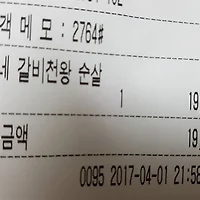 객 메 모 : 2764#
네 갈비천왕 순살
1 19
금액 19,
0095 2017-04-01 21:56